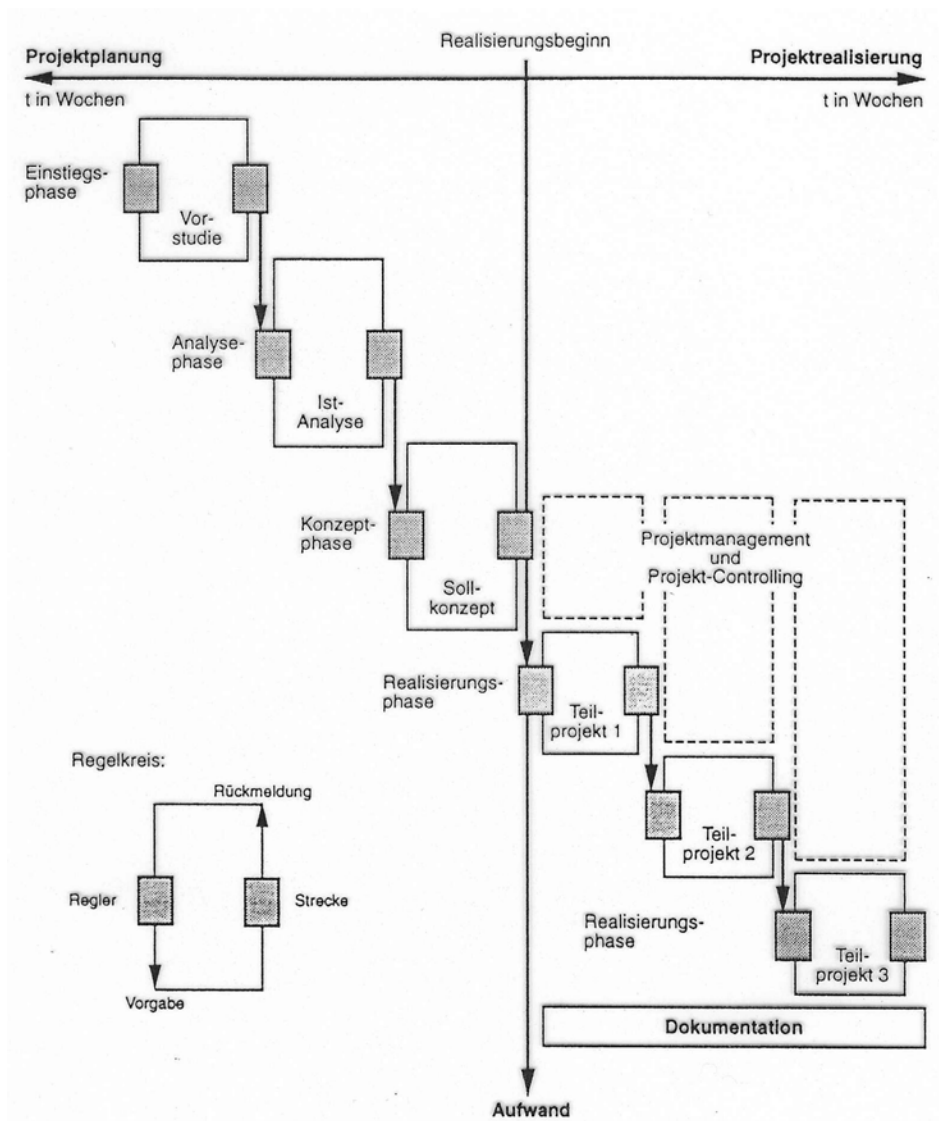 Realisierungsbeginn
Projektplanung
Projektrealisierung
t in Wochen
t in Wochen
Einstiegs-
phase
Vor-
studie
Analyse-
phase
Ist-
Analyse
Konzept-
phase
Soll-
konzept
Projektmanagement
und
Projekt-Controlling
Realisierungs-
phase
Teil-
projekt 1
Regelkreis:
Rückmeldung
Regler
Strecke
Vorgabe
Teil-
projekt 2
Realisierungs-
phase
Teil-
projekt 3
Dokumentation
Aufwand